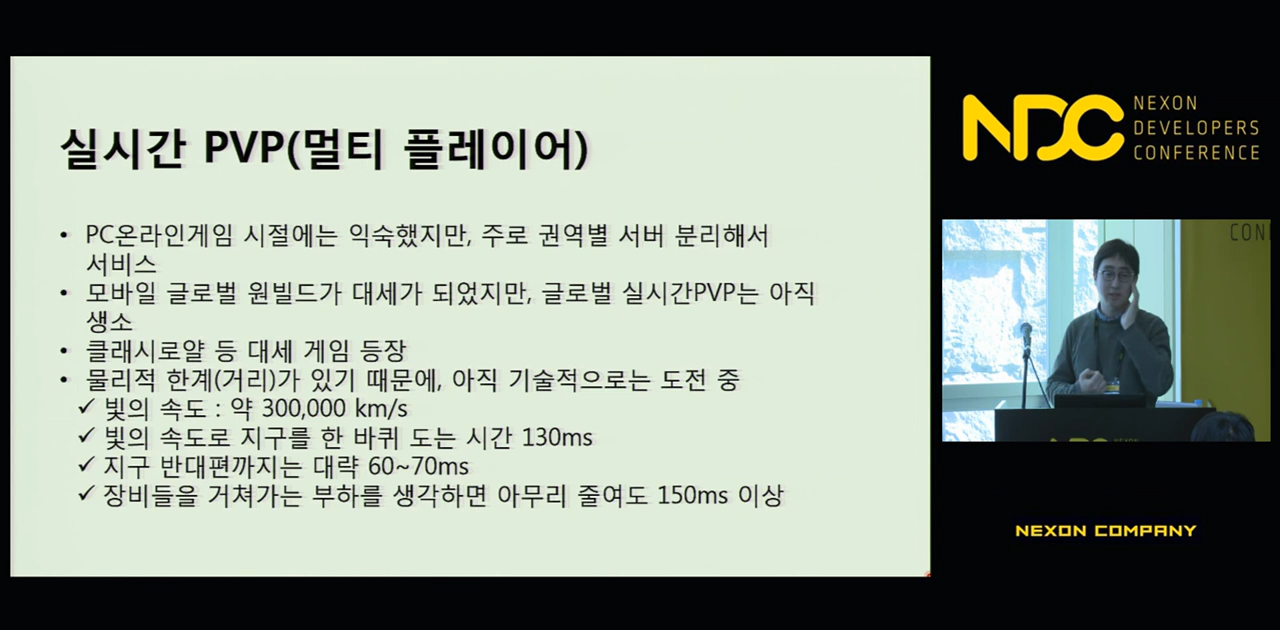 실시간 PVP(멀티 플레이어)
• PC온라인게임 시절에는 익숙했지만, 주로 권역별 서버 분리해서
서비스
• 모바일 글로벌 원빌드가 대세가 되었지만, 글로벌 실시간PVP는 아직
생소
• 클래시로얄 등 대세 게임 등장
• 물리적 한계(거리)가 있기 때문에, 아직 기술적으로는 도전 중
✓ 빛의 속도 : 약 300,000 km/s
✓ 빛의 속도로 지구를 한 바퀴 도는 시간 130ms
✓ 지구 반대편까지는 대략 60~70ms
✓ 장비들을 거쳐가는 부하를 생각하면 아무리 줄여도 150ms 이상
NDC
NEXON
DEVELOPERS
CONFERENCE
CON
NEXON COMPANY